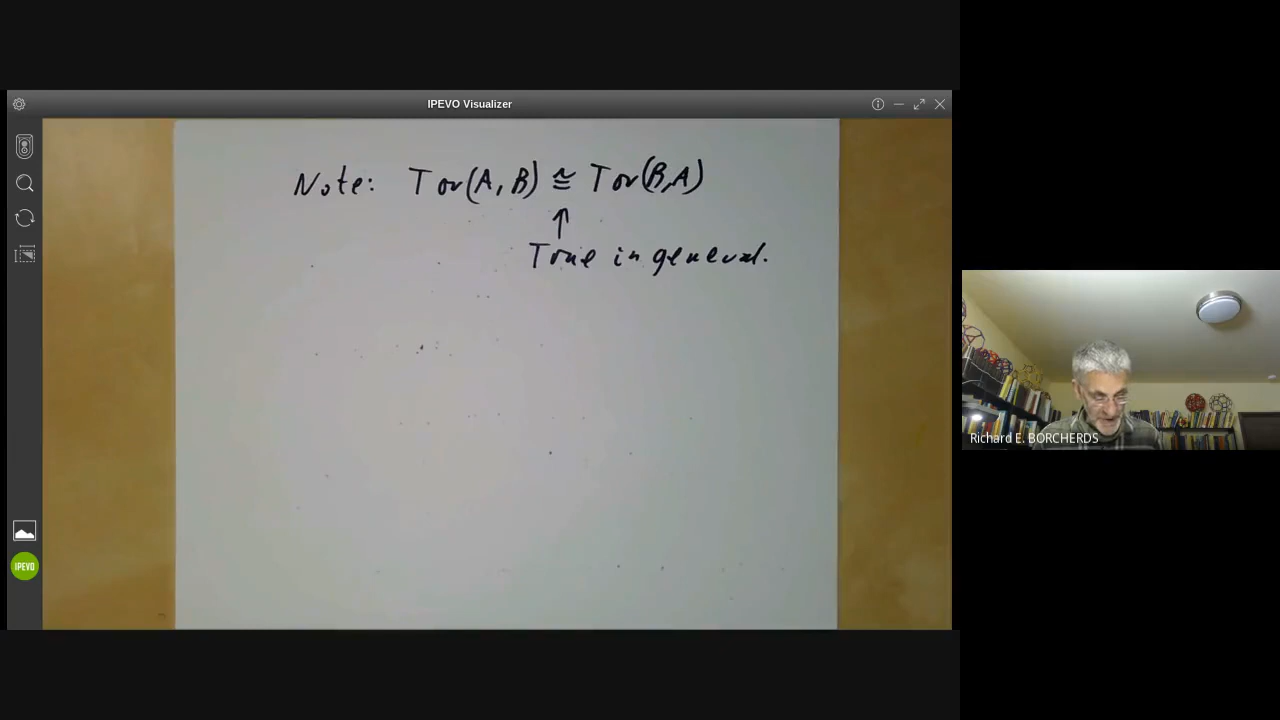 IPEVO Visualizer
Note: Tor(A, B) ≅ Tor(B,A)
↑
True in general.
IPEVO
Richard E. BORCHERDS